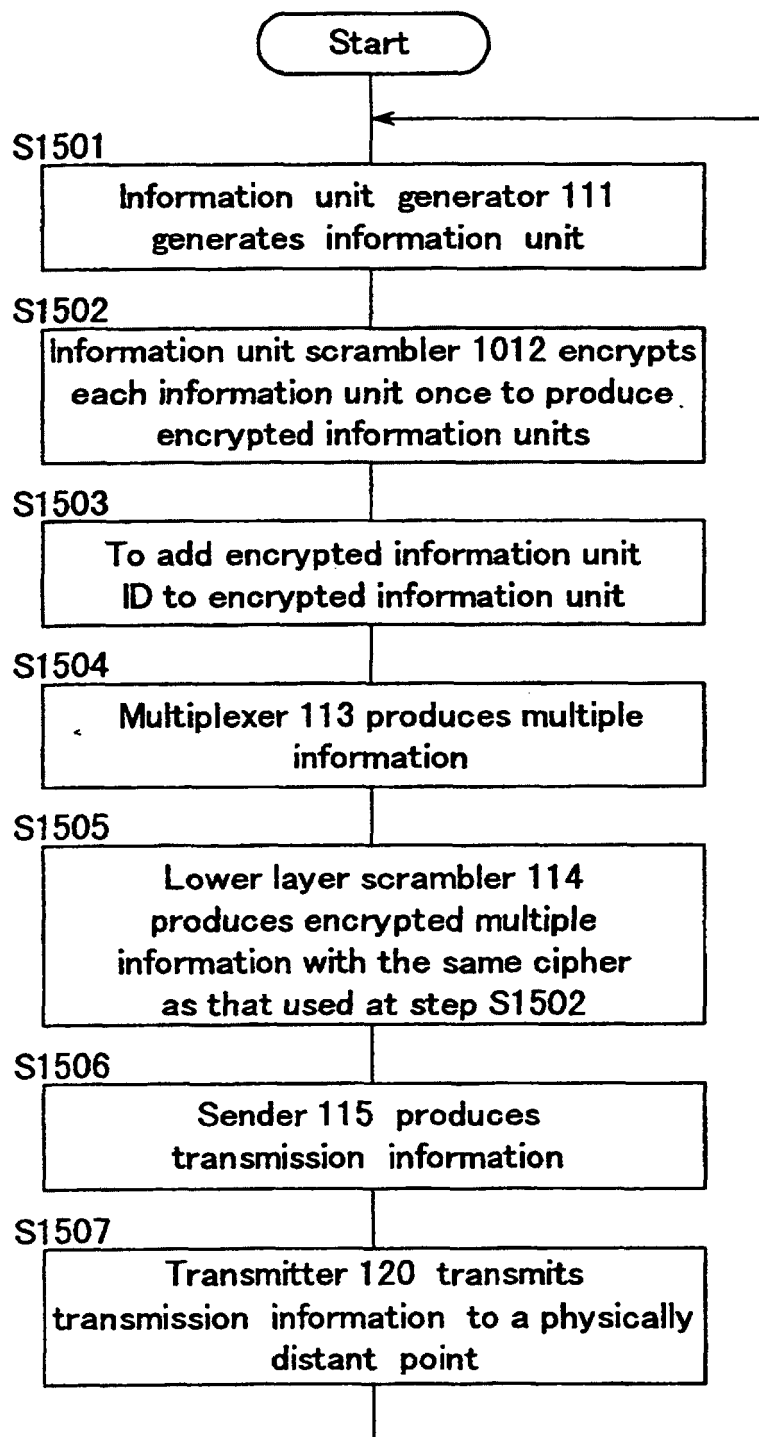 Start
S1501
Information unit generator 111
generates information unit
S1502
Information unit scrambler 1012 encrypts
each information unit once to produce
encrypted information units
S1503
To add encrypted information unit
ID to encrypted information unit
S1504
Multiplexer 113 produces multiple
information
S1505
Lower layer scrambler 114
produces encrypted multiple
information with the same cipher
as that used at step S1502
S1506
Sender 115 produces
transmission information
S1507
Transmitter 120 transmits
transmission information to a physically
distant point